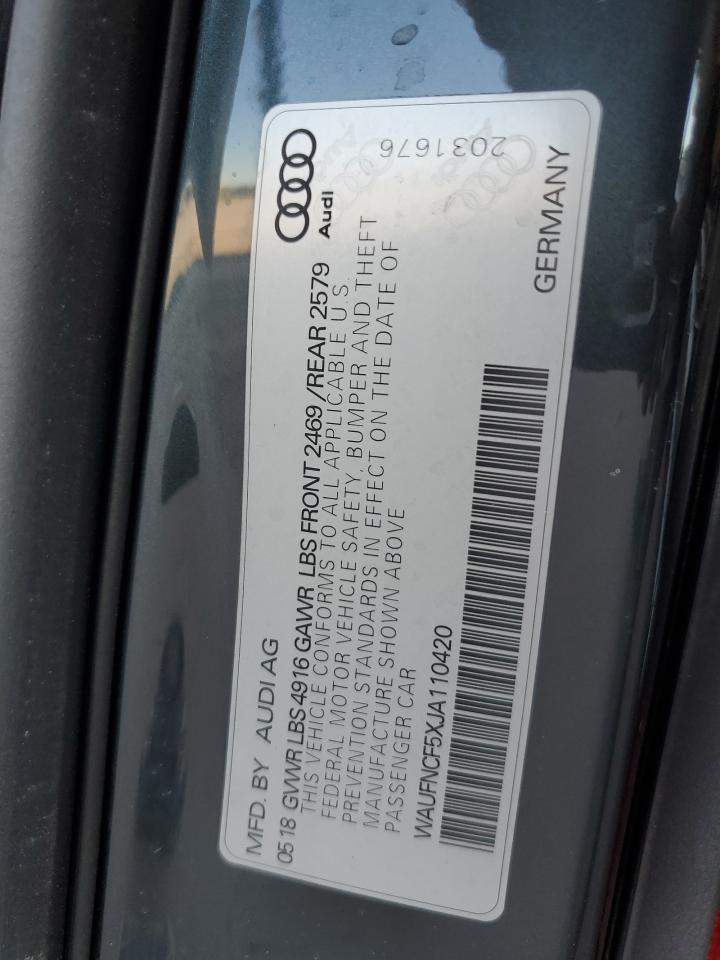 MFD. BY AUDI AG
0518 GVWR LBS 4916 GAWR LBS FRONT 2469 /REAR 2579
THIS VEHICLE CONFORMS TO ALL APPLICABLE U.S.
FEDERAL MOTOR VEHICLE SAFETY, BUMPER AND THEFT
PREVENTION STANDARDS IN EFFECT ON THE DATE OF
MANUFACTURE SHOWN ABOVE
PASSENGER CAR
WAUFNCF5XJA110420
Audi
GERMANY
2031676